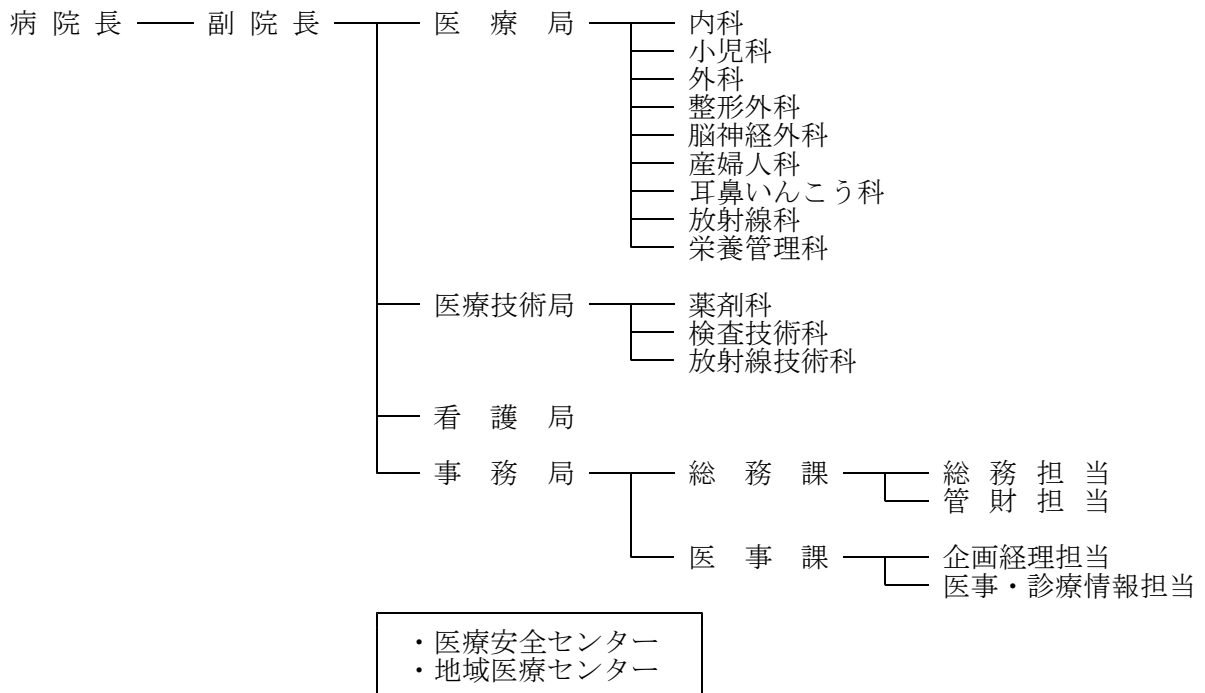 病院長 副院長 医療局 内科
小児科
外科
整形外科
脳神経外科
産婦人科
耳鼻いんこう科
放射線科
栄養管理科
医療技術局 薬剤科
検査技術科
放射線技術科
看護局
事務局 総務課 総務担当
管財担当
医事課 企画経理担当
医事・診療情報担当
・医療安全センター
・地域医療センター